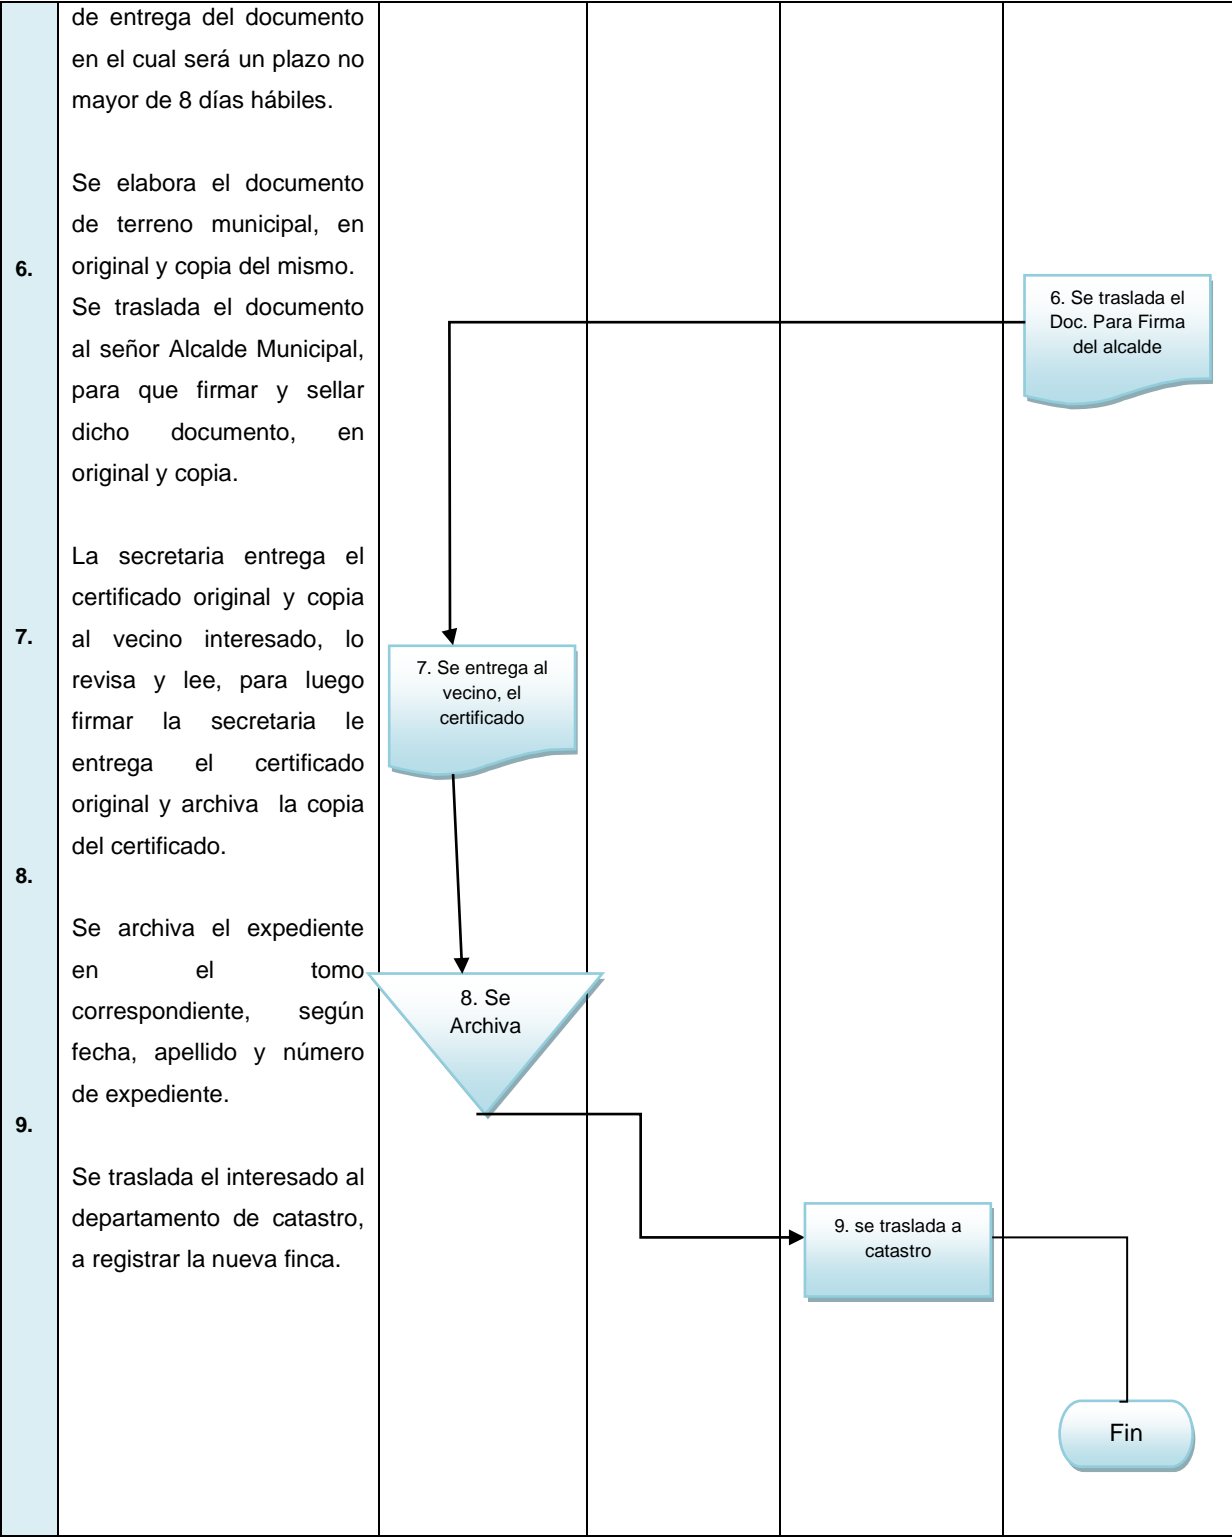 de entrega del documento
en el cual será un plazo no
mayor de 8 días hábiles.
Se elabora el documento
de terreno municipal, en
6.
original y copia del mismo.
Se traslada el documento
al señor Alcalde Municipal,
para que firmar y sellar
dicho documento, en
original y copia.
La secretaria entrega el
certificado original y copia
7.
al vecino interesado, lo
revisa y lee, para luego
firmar la secretaria le
entrega el certificado
original y archiva la copia
del certificado.
8.
Se archiva el expediente
en el tomo
correspondiente, según
fecha, apellido y número
de expediente.
9.
Se traslada el interesado al
departamento de catastro,
a registrar la nueva finca.
6. Se traslada el
Doc. Para Firma
del alcalde
7. Se entrega al
vecino, el
certificado
8. Se
Archiva
9. se traslada a
catastro
Fin